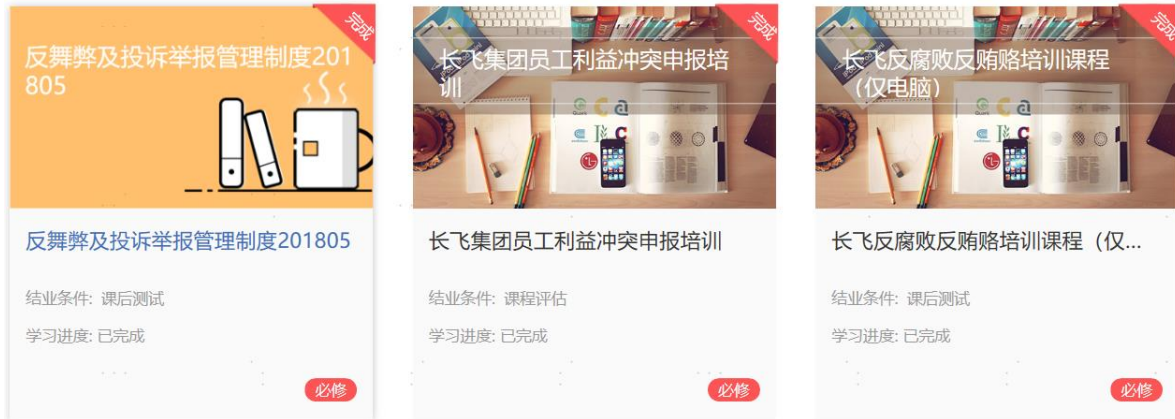 完成
反舞弊及投诉举报管理制度201
805
反舞弊及投诉举报管理制度201805
结业条件: 课后测试
学习进度: 已完成
必修
完成
长飞集团员工利益冲突申报培
训
g c a
LG
长飞集团员工利益冲突申报培训
结业条件: 课程评估
学习进度: 已完成
必修
完成
长飞反腐败反贿赂培训课程
（仅电脑）
g c a
LG
长飞反腐败反贿赂培训课程（仅...
结业条件: 课后测试
学习进度: 已完成
必修